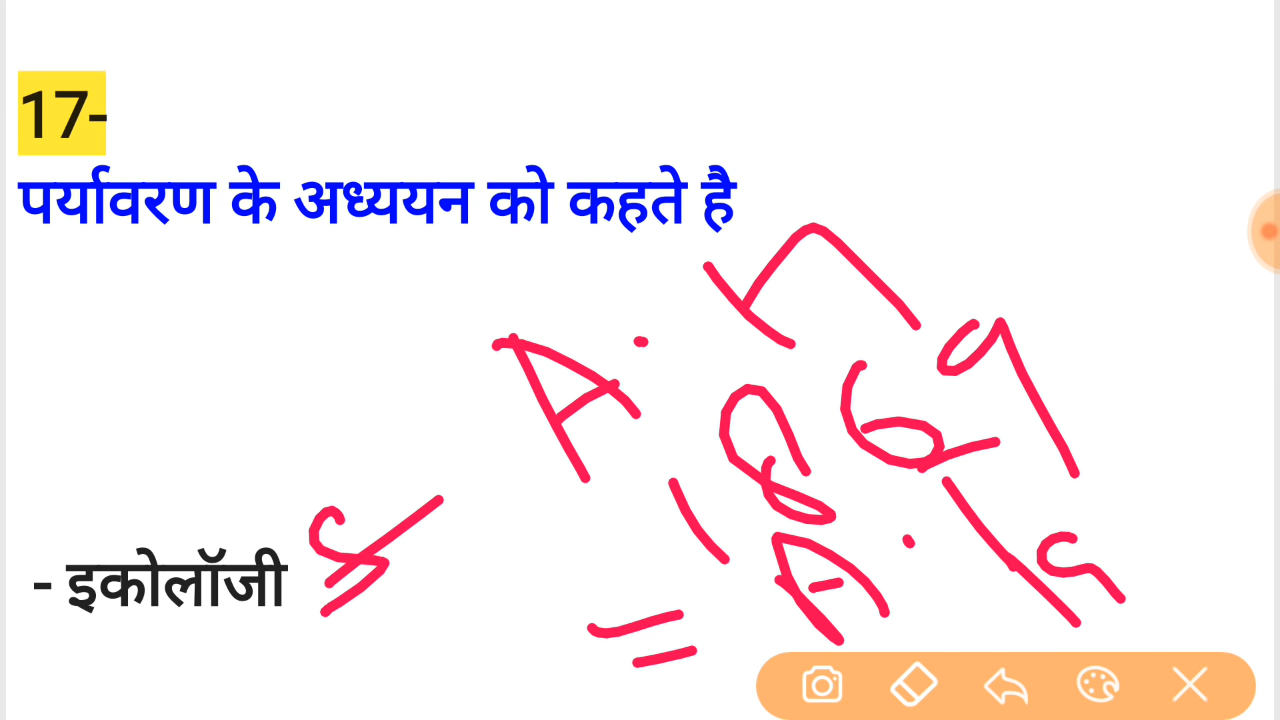 17-
पर्यावरण के अध्ययन को कहते है
- इकोलॉजी